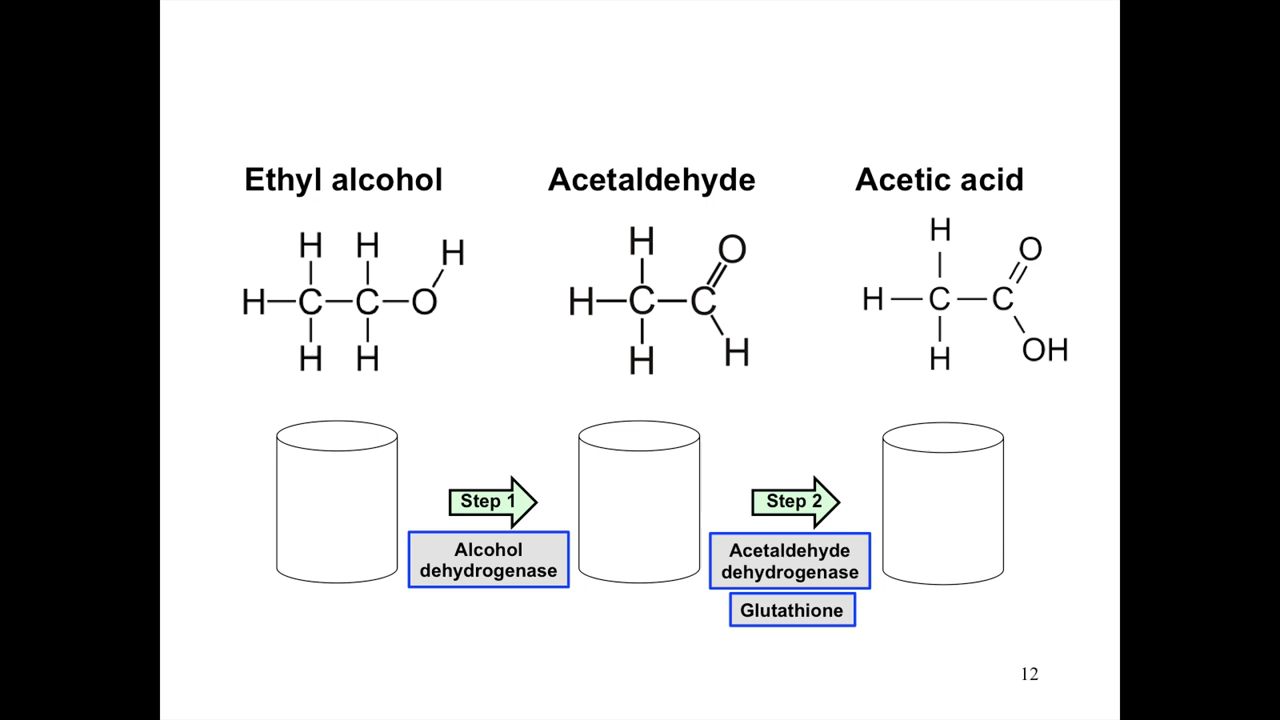 Ethyl alcohol
Acetaldehyde
Acetic acid
H H H
H C C O
H H
H O
H C C
H H
H O
H C C
H OH
Step 1
Alcohol
dehydrogenase
Step 2
Acetaldehyde
dehydrogenase
Glutathione
12